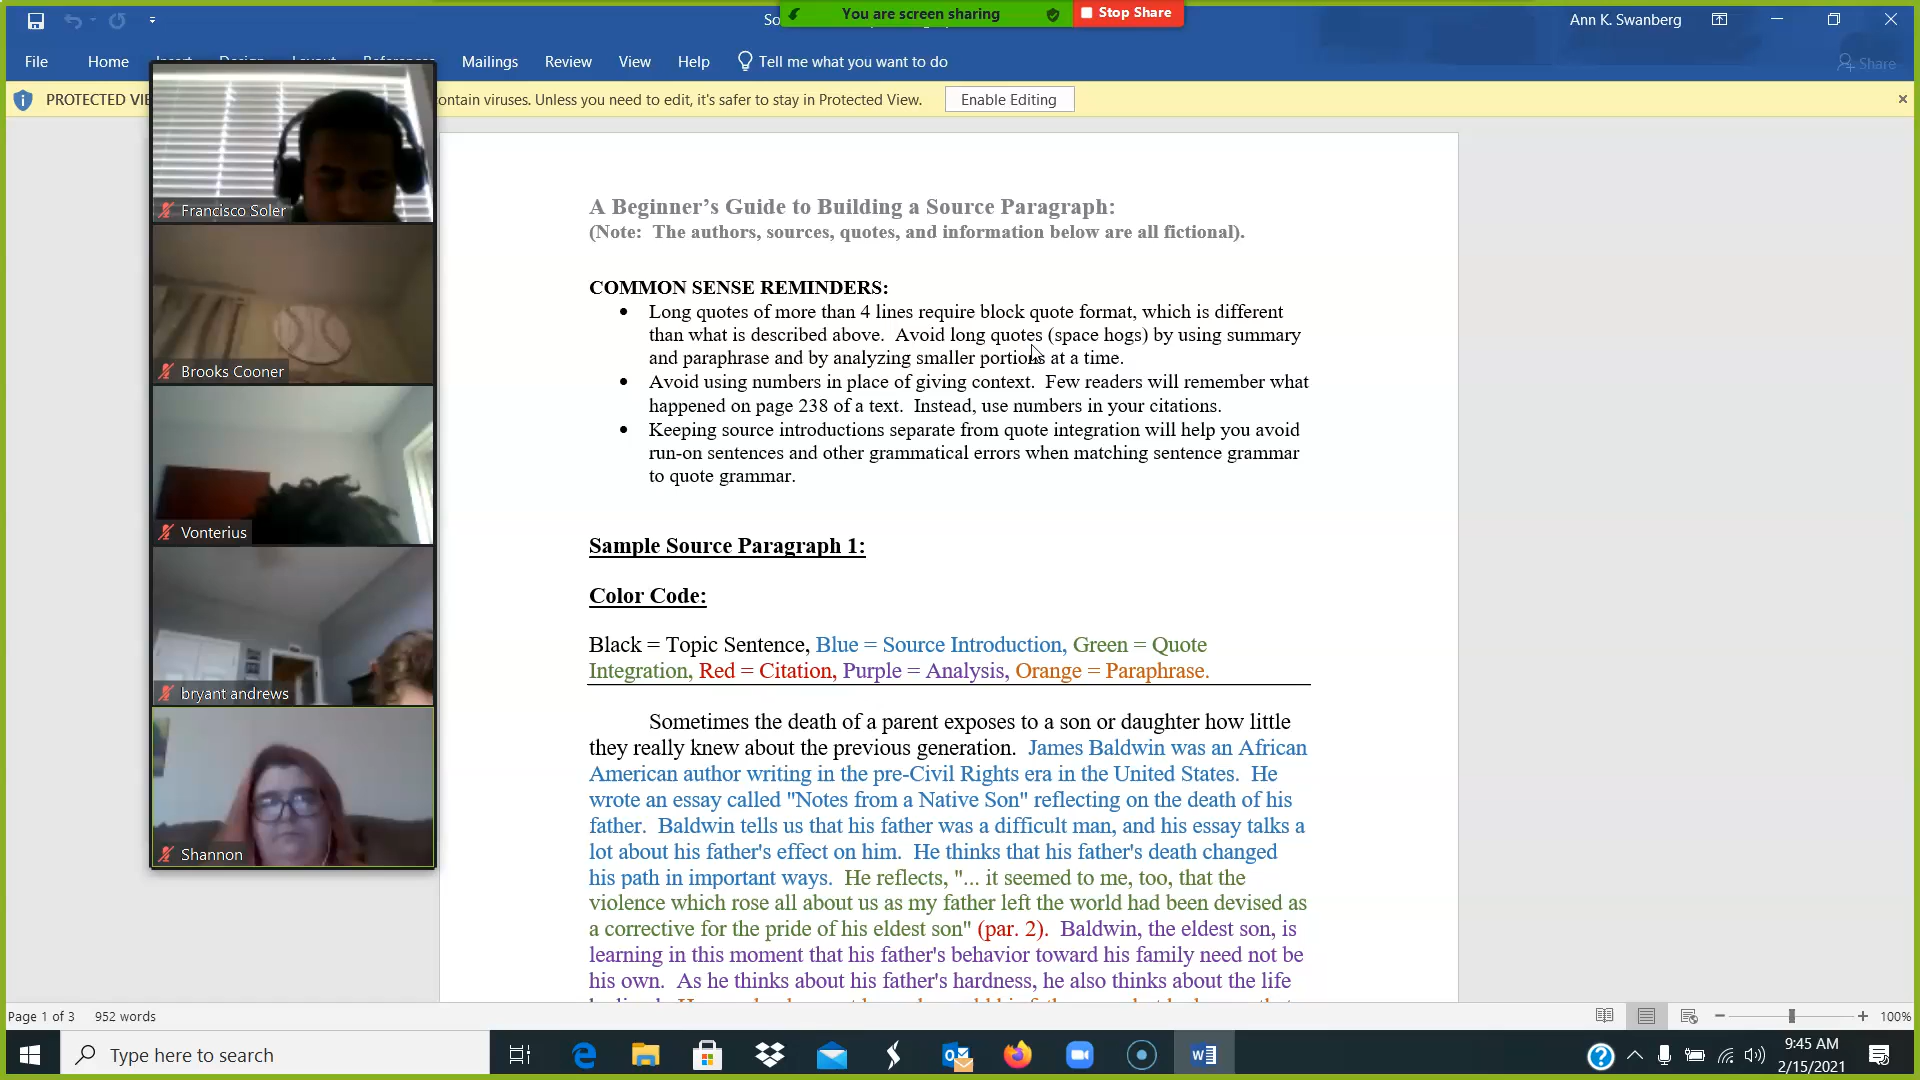 So
You are screen sharing
Stop Share
Ann K. Swanberg
File
Home
Insert
Design
Layout
References
Mailings
Review
View
Help
Tell me what you want to do
Share
PROTECTED VIE
ontain viruses. Unless you need to edit, it's safer to stay in Protected View.
Enable Editing
Francisco Soler
Brooks Cooner
Vonterius
bryant andrews
Shannon
A Beginner's Guide to Building a Source Paragraph:
(Note:  The authors, sources, quotes, and information below are all fictional).
COMMON SENSE REMINDERS:
• Long quotes of more than 4 lines require block quote format, which is different
than what is described above.  Avoid long quotes (space hogs) by using summary
and paraphrase and by analyzing smaller portions at a time.
• Avoid using numbers in place of giving context.  Few readers will remember what
happened on page 238 of a text.  Instead, use numbers in your citations.
• Keeping source introductions separate from quote integration will help you avoid
run-on sentences and other grammatical errors when matching sentence grammar
to quote grammar.
Sample Source Paragraph 1:
Color Code:
Black = Topic Sentence, Blue = Source Introduction, Green = Quote
Integration, Red = Citation, Purple = Analysis, Orange = Paraphrase.
Sometimes the death of a parent exposes to a son or daughter how little
they really knew about the previous generation.  James Baldwin was an African
American author writing in the pre-Civil Rights era in the United States.  He
wrote an essay called "Notes from a Native Son" reflecting on the death of his
father.  Baldwin tells us that his father was a difficult man, and his essay talks a
lot about his father's effect on him.  He thinks that his father's death changed
his path in important ways.  He reflects, "... it seemed to me, too, that the
violence which rose all about us as my father left the world had been devised as
a corrective for the pride of his eldest son" (par. 2).  Baldwin, the eldest son, is
learning in this moment that his father's behavior toward his family need not be
his own.  As he thinks about his father's hardness, he also thinks about the life
Page 1 of 3
952 words
100%
Type here to search
9:45 AM
2/15/2021